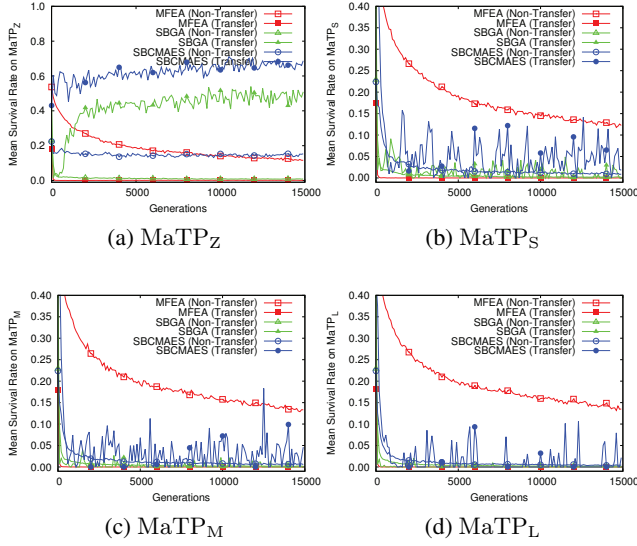 MFEA (Non-Transfer)
MFEA (Transfer)
SBGA (Non-Transfer)
SBGA (Transfer)
SBCMAES (Non-Transfer)
SBCMAES (Transfer)
Mean Survival Rate on MaTPZ
1.0
0.8
0.6
0.4
0.2
0.0
0 5000 10000 15000
Generations
(a) MaTPZ
MFEA (Non-Transfer)
MFEA (Transfer)
SBGA (Non-Transfer)
SBGA (Transfer)
SBCMAES (Non-Transfer)
SBCMAES (Transfer)
Mean Survival Rate on MaTPS
0.40
0.35
0.30
0.25
0.20
0.15
0.10
0.05
0.00
0 5000 10000 15000
Generations
(b) MaTPS
MFEA (Non-Transfer)
MFEA (Transfer)
SBGA (Non-Transfer)
SBGA (Transfer)
SBCMAES (Non-Transfer)
SBCMAES (Transfer)
Mean Survival Rate on MaTPM
0.40
0.35
0.30
0.25
0.20
0.15
0.10
0.05
0.00
0 5000 10000 15000
Generations
(c) MaTPM
MFEA (Non-Transfer)
MFEA (Transfer)
SBGA (Non-Transfer)
SBGA (Transfer)
SBCMAES (Non-Transfer)
SBCMAES (Transfer)
Mean Survival Rate on MaTPL
0.40
0.35
0.30
0.25
0.20
0.15
0.10
0.05
0.00
0 5000 10000 15000
Generations
(d) MaTPL